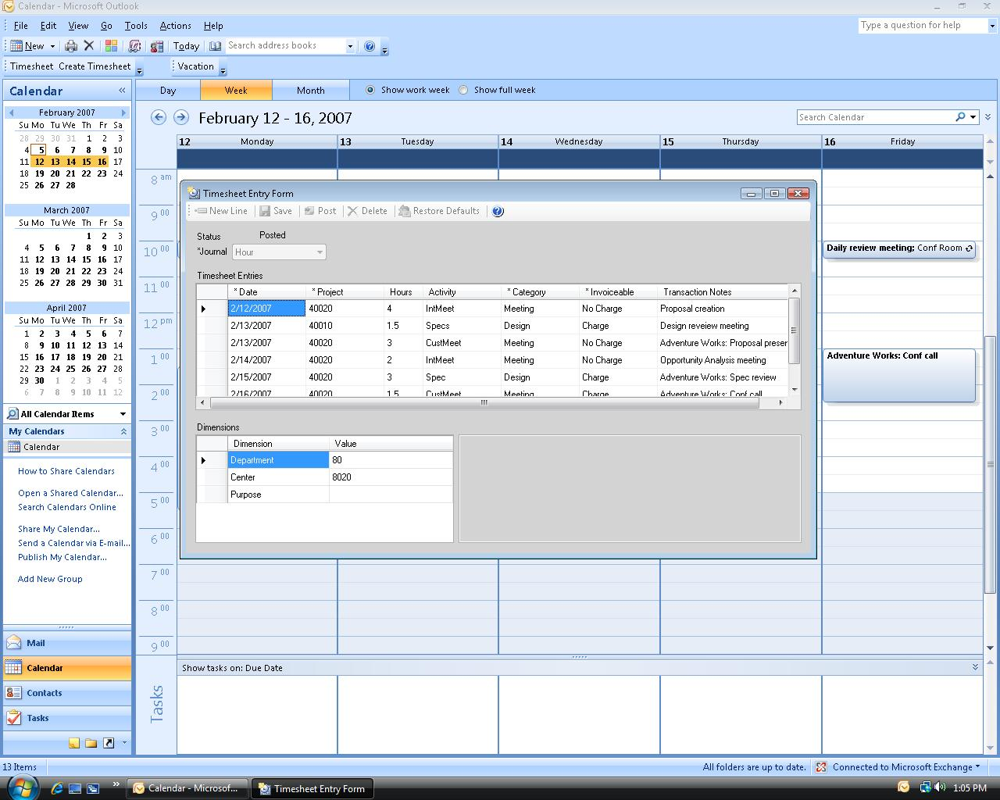 Calendar - Microsoft Outlook
File Edit View Go Tools Actions Help
Type a question for help
New Today Search address books
Timesheet Create Timesheet Vacation
Calendar «
Day Week Month Show work week Show full week
February 2007
Su Mo Tu We Th Fr Sa
28 29 30 31 1 2 3
4 5 6 7 8 9 10
11 12 13 14 15 16 17
18 19 20 21 22 23 24
25 26 27 28
March 2007
Su Mo Tu We Th Fr Sa
1 2 3
4 5 6 7 8 9 10
11 12 13 14 15 16 17
18 19 20 21 22 23 24
25 26 27 28 29 30 31
April 2007
Su Mo Tu We Th Fr Sa
1 2 3 4 5 6 7
8 9 10 11 12 13 14
15 16 17 18 19 20 21
22 23 24 25 26 27 28
29 30 1 2 3 4 5
6 7 8 9 10 11 12
All Calendar Items
My Calendars
Calendar
How to Share Calendars
Open a Shared Calendar...
Search Calendars Online
Share My Calendar...
Send a Calendar via E-mail...
Publish My Calendar...
Add New Group
Mail
Calendar
Contacts
Tasks
February 12 - 16, 2007
Search Calendar
12 Monday 13 Tuesday 14 Wednesday 15 Thursday 16 Friday
8 am
9 00
10 00
11 00
12 pm
1 00
2 00
3 00
4 00
5 00
6 00
7 00
8 00
9 00
Daily review meeting; Conf Room
Adventure Works: Conf call
Timesheet Entry Form
New Line Save Post Delete Restore Defaults
Status Posted
*Journal Hour
Timesheet Entries
* Date * Project Hours Activity * Category * Invoiceable Transaction Notes
2/12/2007 40020 4 IntMeet Meeting No Charge Proposal creation
2/13/2007 40010 1.5 Specs Design Charge Design reveiew meeting
2/13/2007 40020 3 CustMeet Meeting No Charge Adventure Works: Proposal preser
2/14/2007 40020 2 IntMeet Meeting No Charge Opportunity Analysis meeting
2/15/2007 40020 3 Spec Design Charge Adventure Works: Spec review
2/16/2007 40020 1.5 CustMeet Meeting Charge Adventure Works: Conf call
Dimensions
Dimension Value
Department 80
Center 8020
Purpose
Tasks
Show tasks on: Due Date
13 Items
All folders are up to date. Connected to Microsoft Exchange
Calendar - Microsof... Timesheet Entry Form 1:05 PM